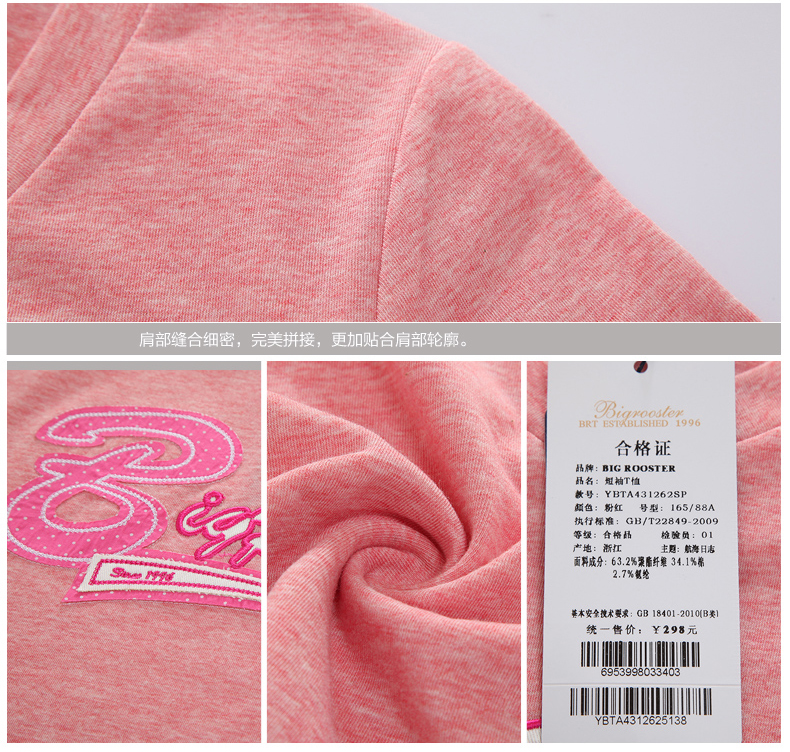 肩部缝合细密，完美拼接，更加贴合肩部轮廓。
Big
Since 1996
Bigrooster
BRT ESTABLISHED 1996
合格证
品牌：BIG ROOSTER
品名：短袖T恤
款号：YBTA431262SP
颜色：粉红 号型：165/88A
执行标准：GB/T22849-2009
等级：合格品 检验员：01
产地：浙江 主题：航海日志
面料成分：63.2%聚酯纤维 34.1%棉
2.7%氨纶
基本安全技术要求：GB 18401-2010(B类)
统一售价：￥298元
6953998033403
YBTA4312625138